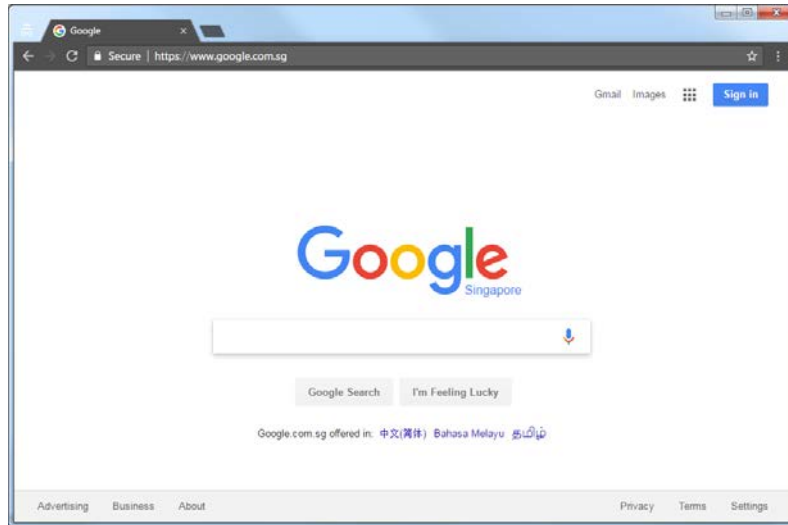 Google
Secure | https://www.google.com.sg
Gmail Images Sign in
Google
Singapore
Google Search I'm Feeling Lucky
Google.com.sg offered in: 中文(简体) Bahasa Melayu தமிழ்
Advertising Business About Privacy Terms Settings